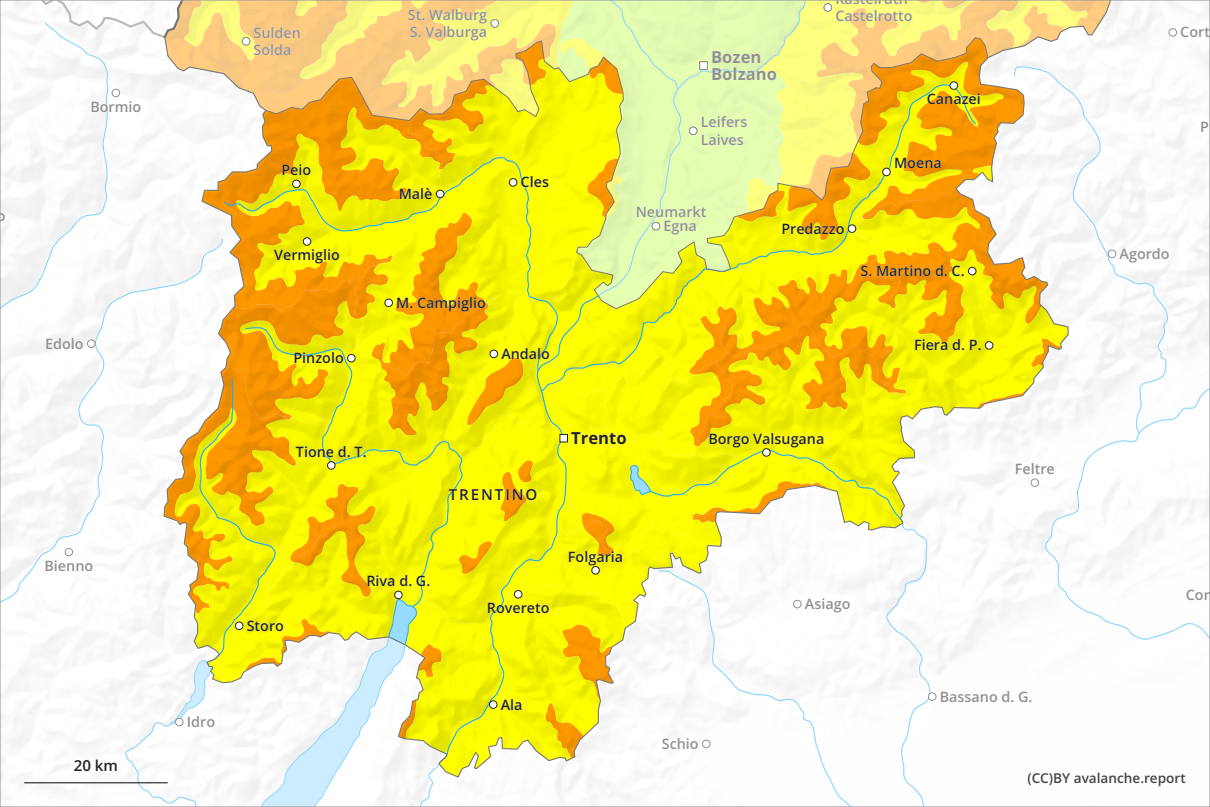 St. Walburg
S. Valburga
Kastelruth
Castelrotto
Sulden
Solda
Bozen
Bolzano
Bormio
Canazei
Leifers
Laives
Moena
Peio
Malè
Cles
Neumarkt
Egna
Predazzo
Vermiglio
Agordo
S. Martino d. C.
M. Campiglio
Edolo
Pinzolo
Andalo
Fiera d. P.
Trento
Borgo Valsugana
Tione d. T.
Feltre
TRENTINO
Bienno
Folgaria
Riva d. G.
Rovereto
Asiago
Storo
Ala
Bassano d. G.
Idro
Schio
20 km
(CC)BY avalanche.report